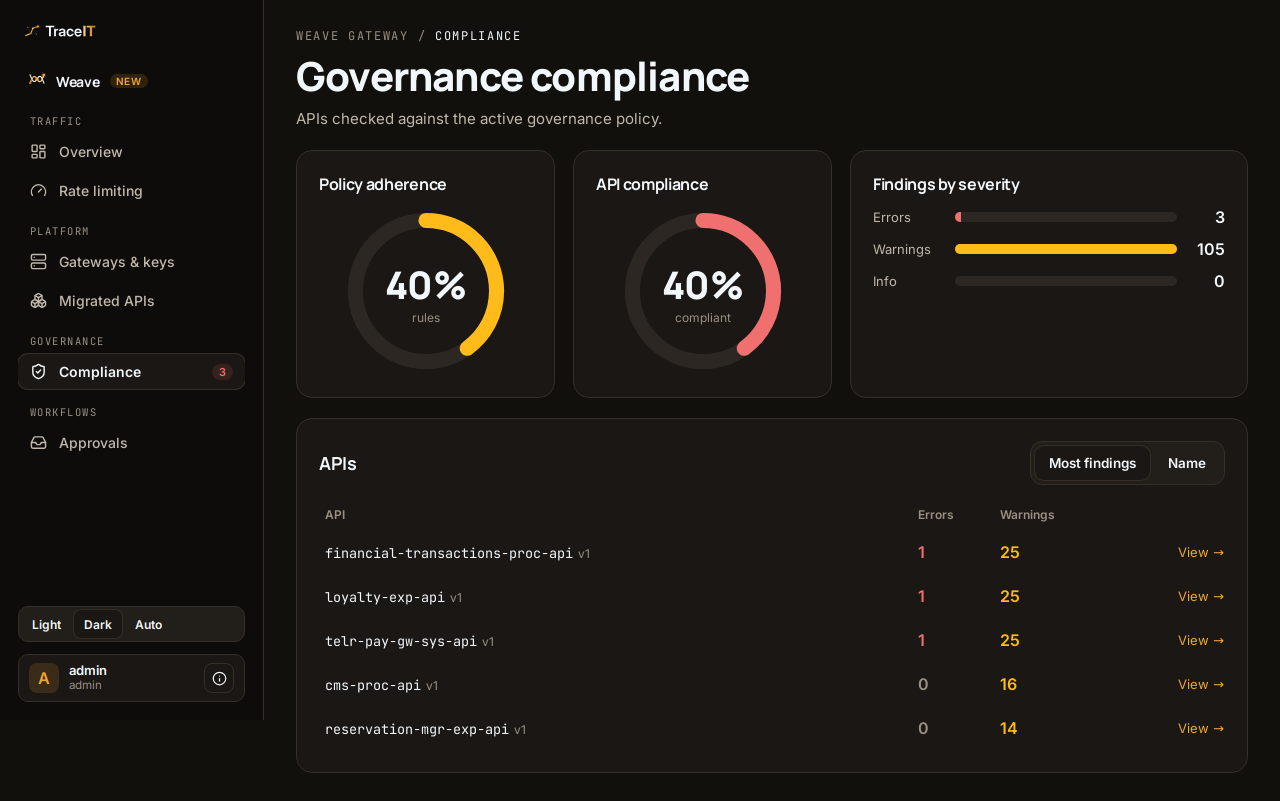 TraceIT
Weave NEW
TRAFFIC
Overview
Rate limiting
PLATFORM
Gateways & keys
Migrated APIs
GOVERNANCE
Compliance 3
WORKFLOWS
Approvals
Light Dark Auto
A admin
admin
WEAVE GATEWAY / COMPLIANCE
Governance compliance
APIs checked against the active governance policy.
Policy adherence
40%
rules
API compliance
40%
compliant
Findings by severity
Errors 3
Warnings 105
Info 0
APIs
Most findings Name
API Errors Warnings
financial-transactions-proc-api v1 1 25 View →
loyalty-exp-api v1 1 25 View →
telr-pay-gw-sys-api v1 1 25 View →
cms-proc-api v1 0 16 View →
reservation-mgr-exp-api v1 0 14 View →